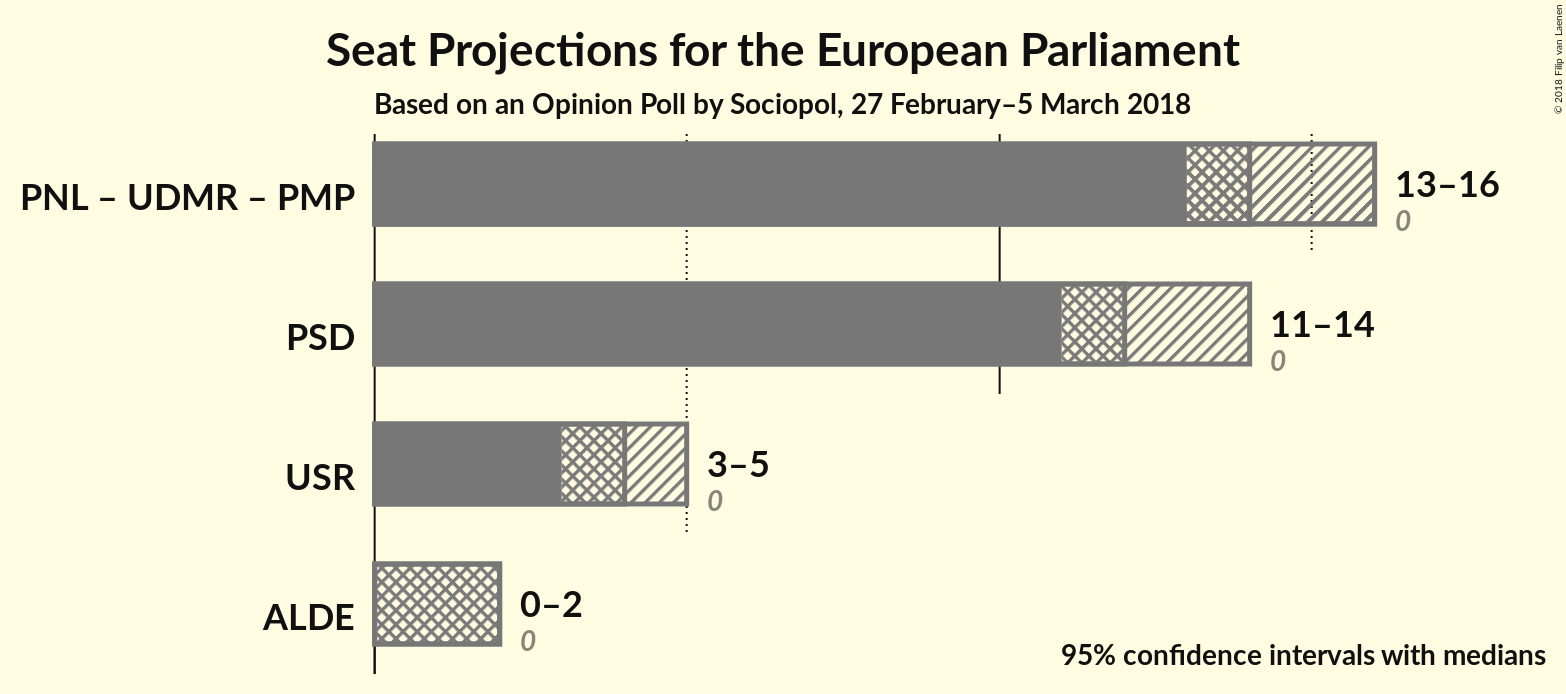 Seat Projections for the European Parliament
Based on an Opinion Poll by Sociopol, 27 February–5 March 2018
© 2018 Filip van Laenen
PNL – UDMR – PMP
13–16
0
PSD
11–14
0
USR
3–5
0
ALDE
0–2
0
95% confidence intervals with medians